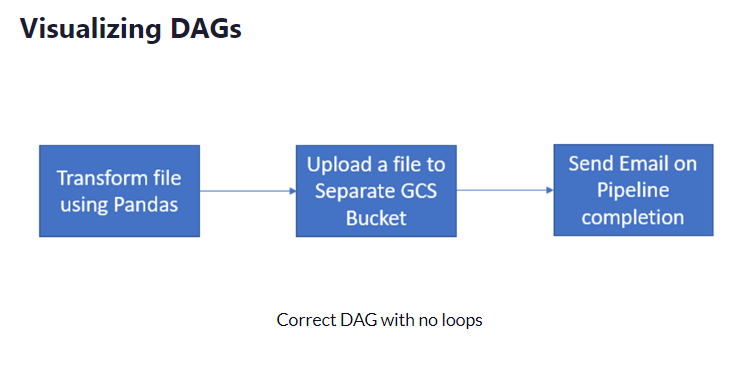 Visualizing DAGs
Transform file
using Pandas
Upload a file to
Separate GCS
Bucket
Send Email on
Pipeline
completion
Correct DAG with no loops